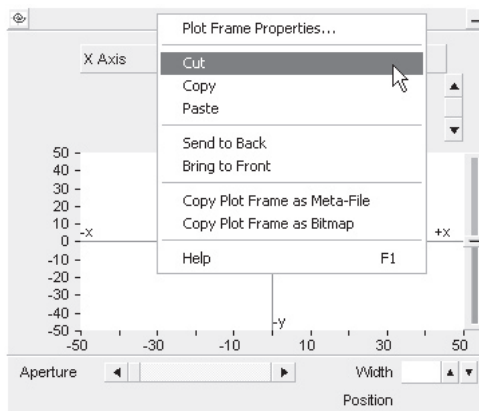 Plot Frame Properties...
X Axis
Cut
Copy
Paste
Send to Back
Bring to Front
Copy Plot Frame as Meta-File
Copy Plot Frame as Bitmap
Help F1
50
40
30
20
10
-x +x
0
-10
-20
-30
-40
-50
-y
-50 -30 -10 10 30 50
Aperture Width
Position